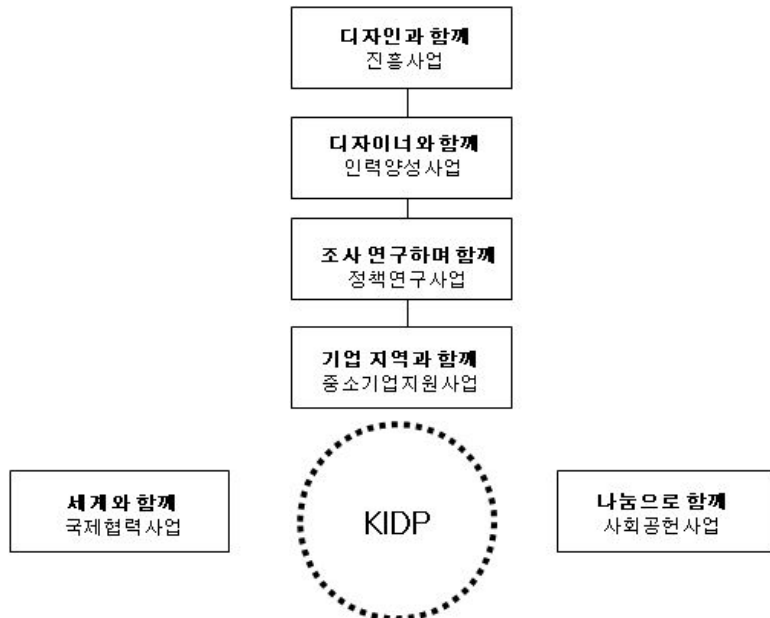 디자인과 함께
진흥사업
디자이너와 함께
인력양성사업
조사 연구하며 함께
정책연구사업
기업 지역과 함께
중소기업지원사업
세계와 함께
국제협력사업
KIDP
나눔으로 함께
사회공헌사업